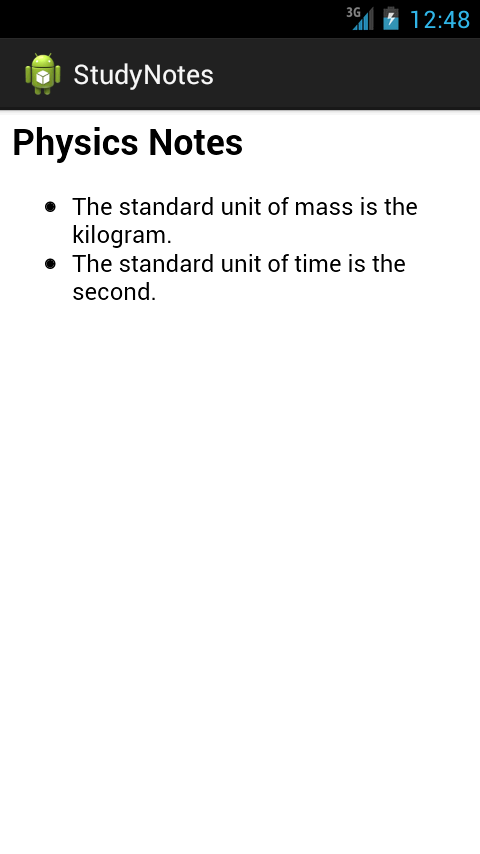 3G 12:48
StudyNotes
Physics Notes
The standard unit of mass is the
kilogram.
The standard unit of time is the
second.